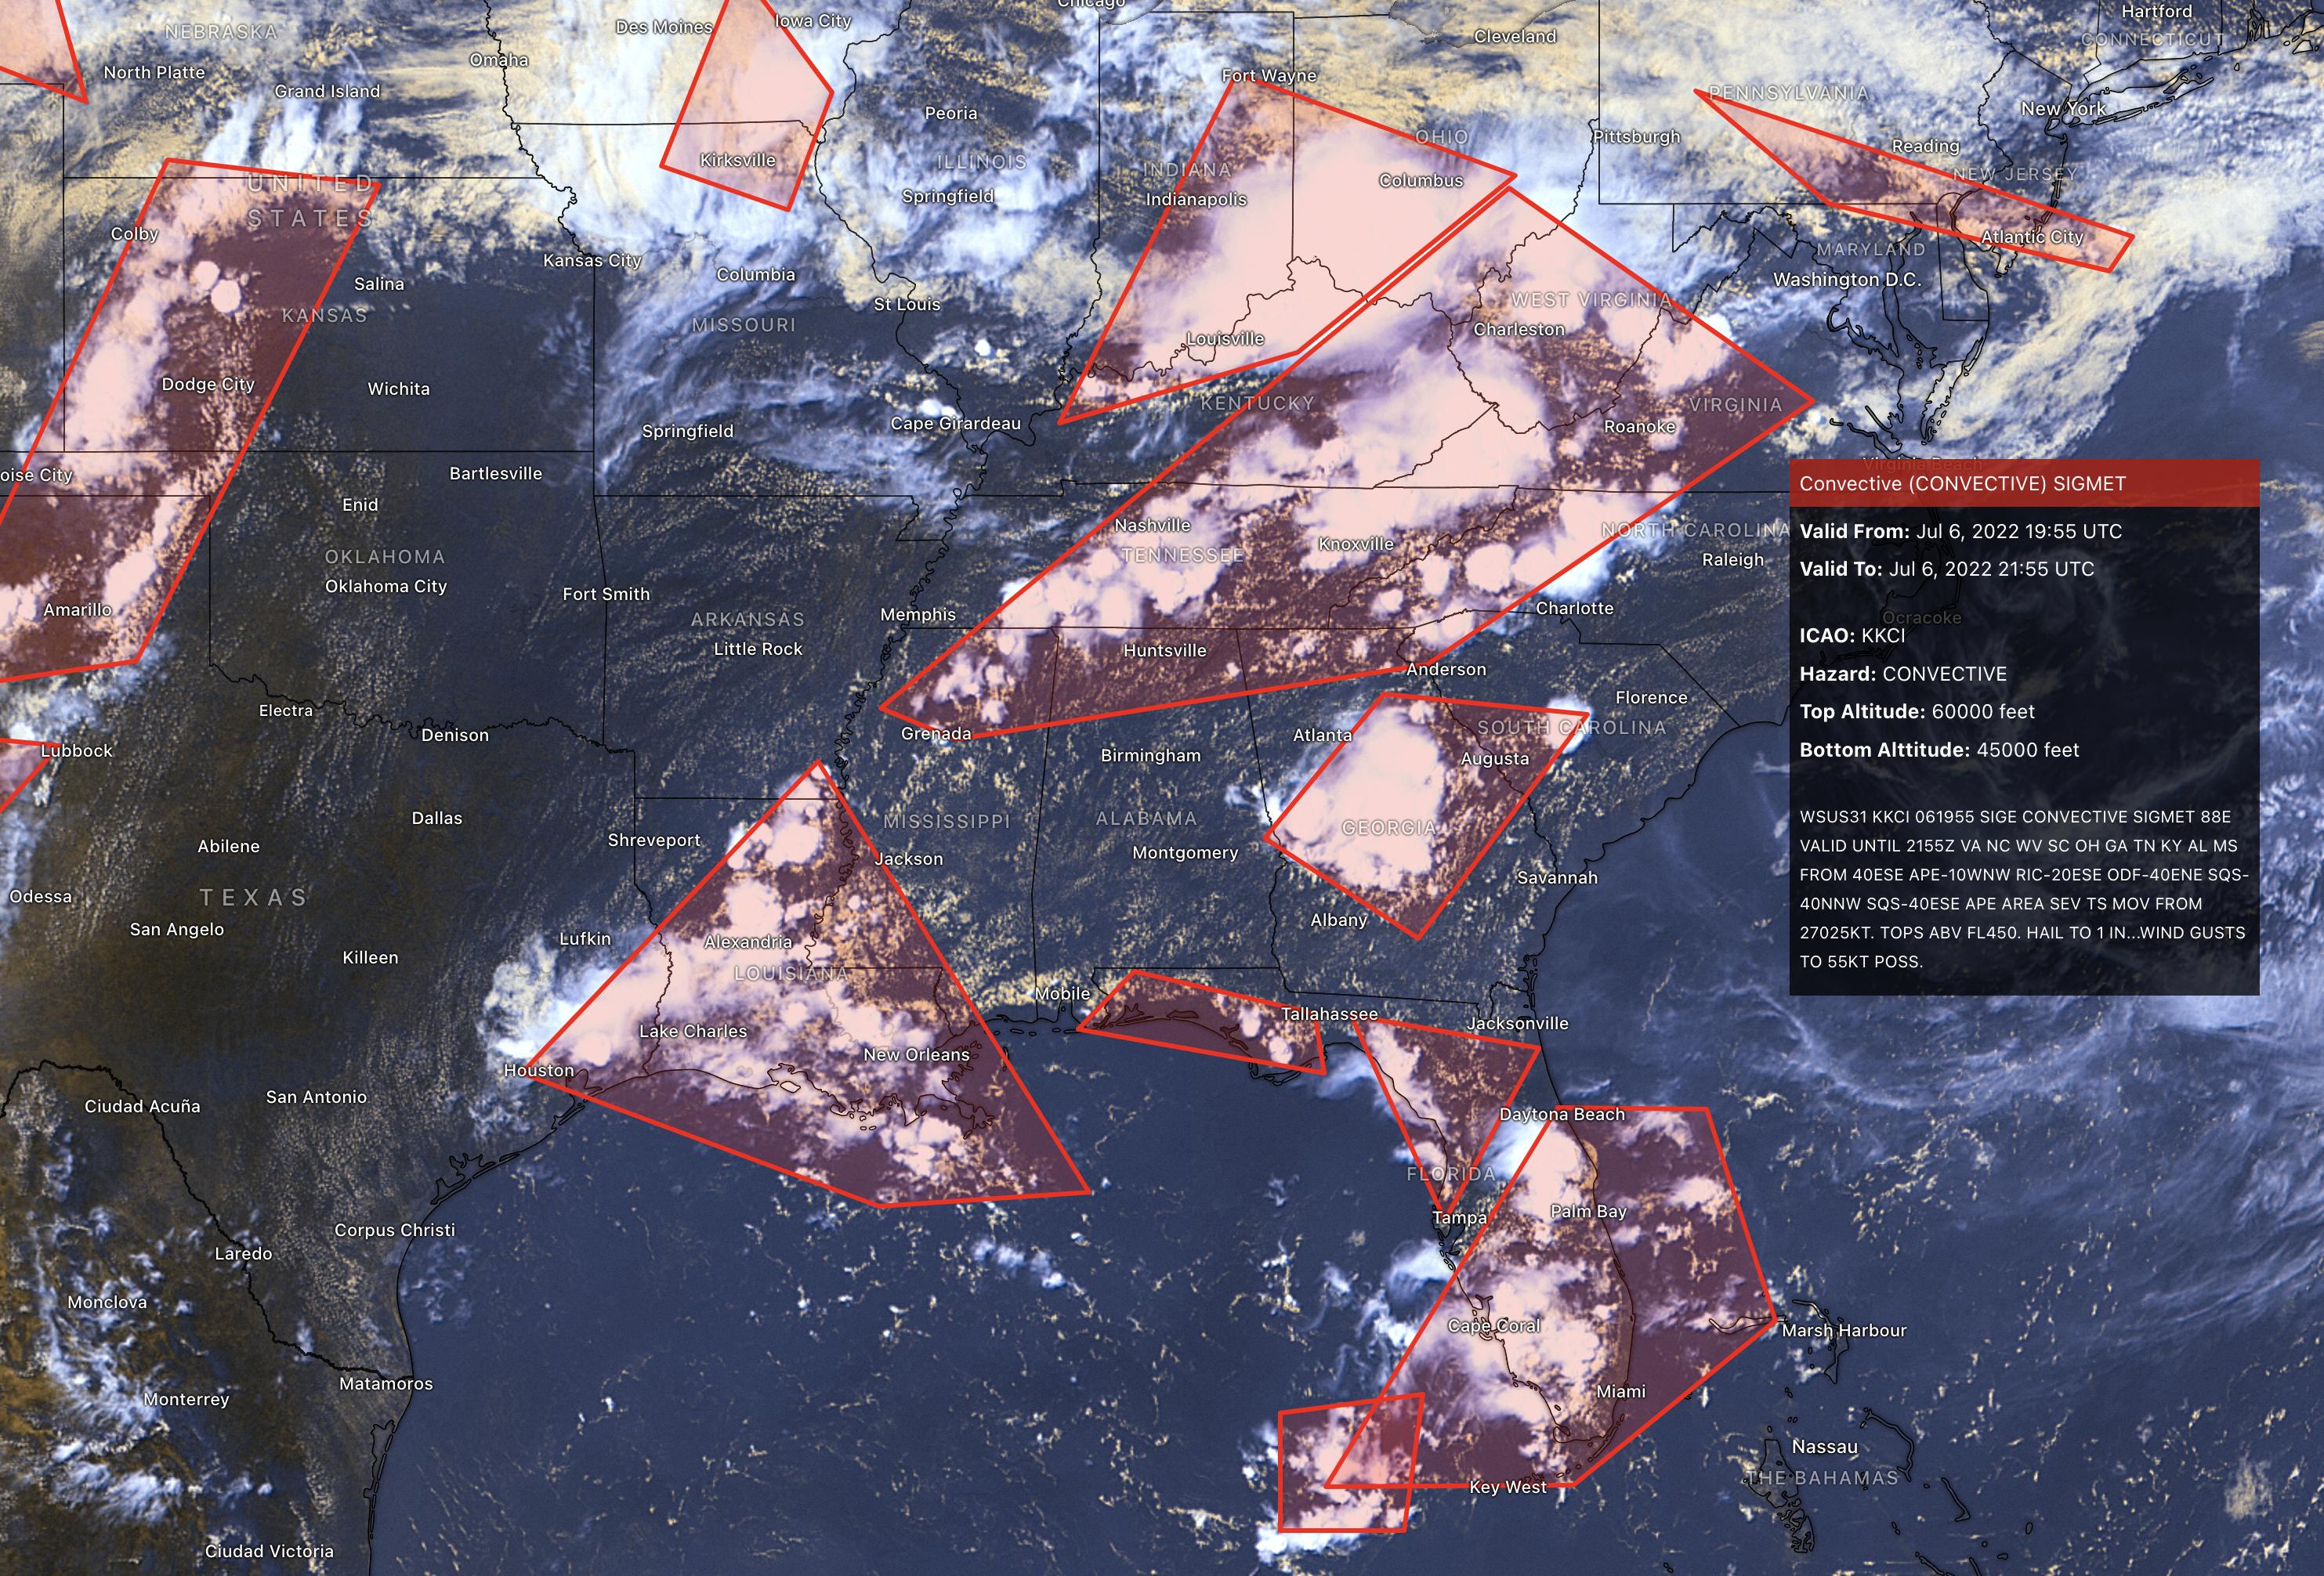 Chicago
Hartford
Des Moines
Iowa City
NEBRASKA
Cleveland
CONNECTICUT
Omaha
North Platte
Fort Wayne
Grand Island
PENNSYLVANIA
New York
Peoria
OHIO
Pittsburgh
Reading
Kirksville
ILLINOIS
INDIANA
NEW JERSEY
UNITED
STATES
Columbus
Springfield
Indianapolis
Colby
Atlantic City
MARYLAND
Kansas City
Columbia
Washington D.C.
Salina
St Louis
WEST VIRGINIA
KANSAS
MISSOURI
Charleston
Louisville
Dodge City
Wichita
KENTUCKY
VIRGINIA
Cape Girardeau
Roanoke
Springfield
Virginia Beach
oise City
Bartlesville
Convective (CONVECTIVE) SIGMET
Enid
Nashville
NORTH CAROLINA
Valid From: Jul 6, 2022 19:55 UTC
OKLAHOMA
TENNESSEE
Knoxville
Raleigh
Valid To: Jul 6, 2022 21:55 UTC
Oklahoma City
Fort Smith
Amarillo
Memphis
Charlotte
Ocracoke
ARKANSAS
ICAO: KKCI
Little Rock
Huntsville
Anderson
Hazard: CONVECTIVE
Florence
Electra
Top Altitude: 60000 feet
SOUTH CAROLINA
Denison
Grenada
Atlanta
Lubbock
Birmingham
Augusta
Bottom Alttitude: 45000 feet
Dallas
MISSISSIPPI
ALABAMA
GEORGIA
WSUS31 KKCI 061955 SIGE CONVECTIVE SIGMET 88E
VALID UNTIL 2155Z VA NC WV SC OH GA TN KY AL MS
FROM 40ESE APE-10WNW RIC-20ESE ODF-40ENE SQS-
40NNW SQS-40ESE APE AREA SEV TS MOV FROM
27025KT. TOPS ABV FL450. HAIL TO 1 IN...WIND GUSTS
TO 55KT POSS.
Abilene
Shreveport
Jackson
Montgomery
Savannah
Odessa
TEXAS
San Angelo
Albany
Lufkin
Alexandria
Killeen
LOUISIANA
Mobile
Tallahassee
Jacksonville
Lake Charles
New Orleans
Houston
San Antonio
Ciudad Acuña
Daytona Beach
FLORIDA
Palm Bay
Tampa
Corpus Christi
Laredo
Monclova
Cape Coral
Marsh Harbour
Matamoros
Monterrey
Miami
Nassau
THE BAHAMAS
Key West
Ciudad Victoria